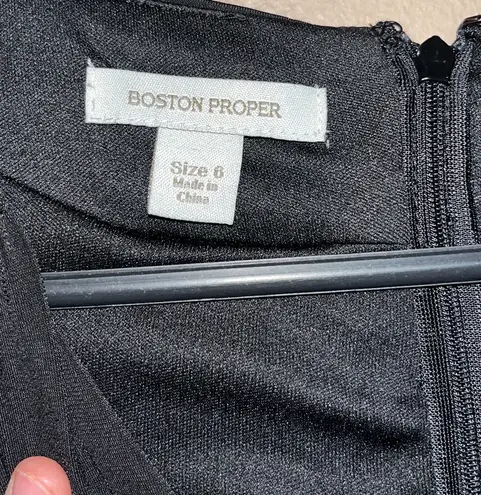 BOSTON PROPER
Size 6
Made in
China